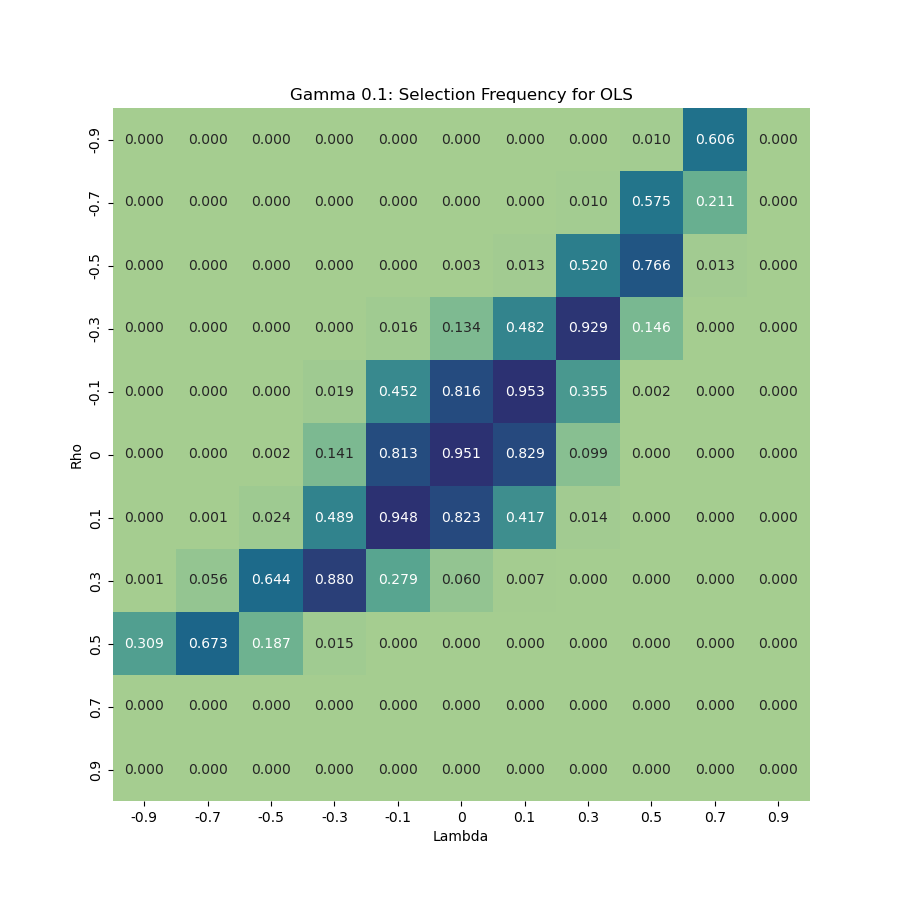 Gamma 0.1: Selection Frequency for OLS
-0.9 0.000 0.000 0.000 0.000 0.000 0.000 0.000 0.000 0.010 0.606 0.000
-0.7 0.000 0.000 0.000 0.000 0.000 0.000 0.000 0.010 0.575 0.211 0.000
-0.5 0.000 0.000 0.000 0.000 0.000 0.003 0.013 0.520 0.766 0.013 0.000
-0.3 0.000 0.000 0.000 0.000 0.016 0.134 0.482 0.929 0.146 0.000 0.000
-0.1 0.000 0.000 0.000 0.019 0.452 0.816 0.953 0.355 0.002 0.000 0.000
Rho
0 0.000 0.000 0.002 0.141 0.813 0.951 0.829 0.099 0.000 0.000 0.000
0.1 0.000 0.001 0.024 0.489 0.948 0.823 0.417 0.014 0.000 0.000 0.000
0.3 0.001 0.056 0.644 0.880 0.279 0.060 0.007 0.000 0.000 0.000 0.000
0.5 0.309 0.673 0.187 0.015 0.000 0.000 0.000 0.000 0.000 0.000 0.000
0.7 0.000 0.000 0.000 0.000 0.000 0.000 0.000 0.000 0.000 0.000 0.000
0.9 0.000 0.000 0.000 0.000 0.000 0.000 0.000 0.000 0.000 0.000 0.000
-0.9 -0.7 -0.5 -0.3 -0.1 0 0.1 0.3 0.5 0.7 0.9
Lambda